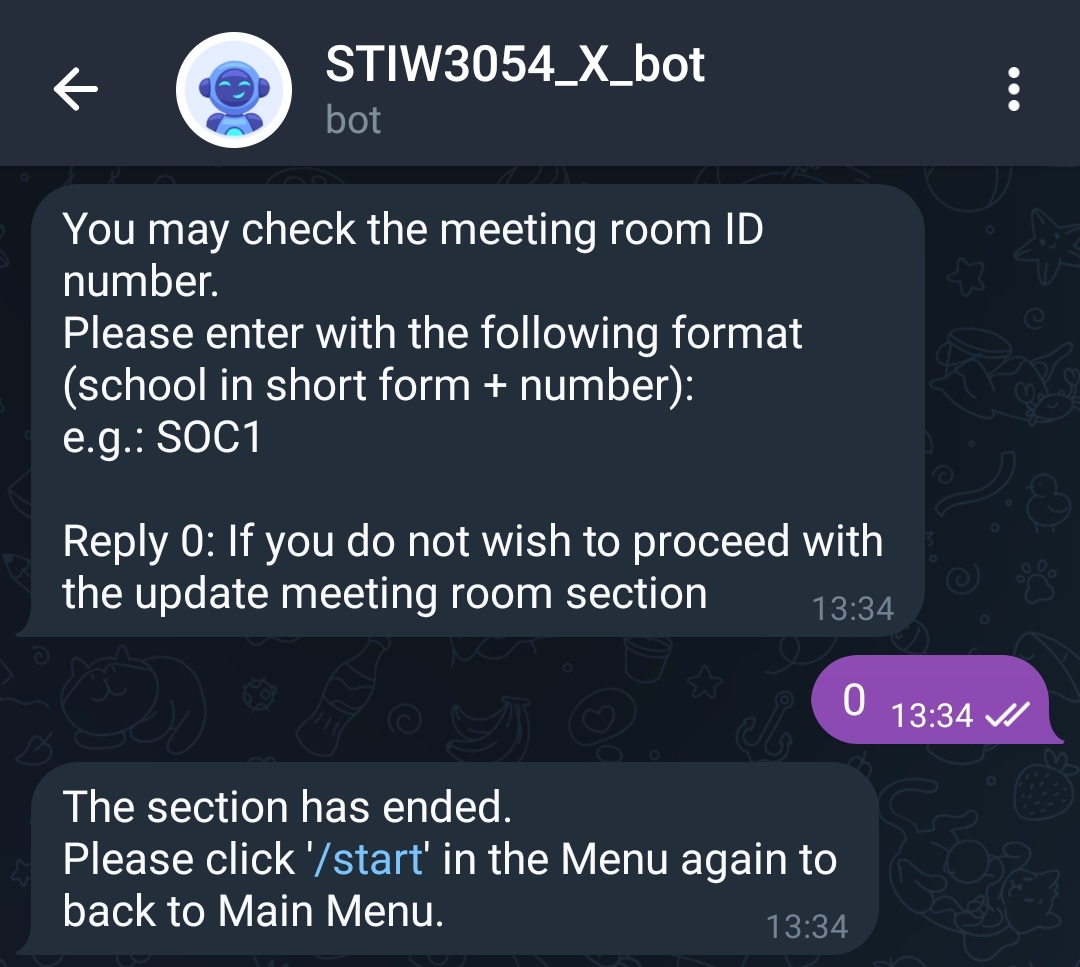 STIW3054_X_bot
bot
You may check the meeting room ID
number.
Please enter with the following format
(school in short form + number):
e.g.: SOC1
Reply 0: If you do not wish to proceed with
the update meeting room section
13:34
0 13:34
The section has ended.
Please click '/start' in the Menu again to
back to Main Menu.
13:34